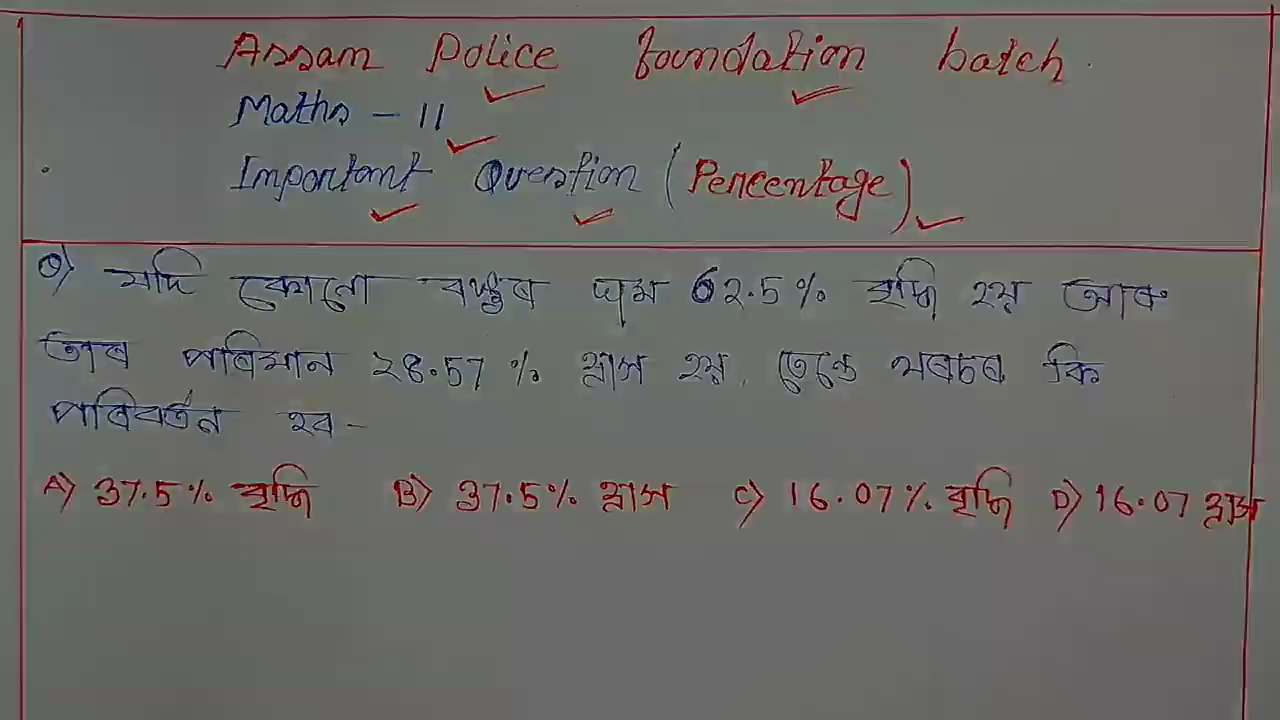 Assam Police foundation batch.
Maths - 11
Important Question (Percentage)
Q) যদি কোনো বস্তুৰ দাম 62.5% বৃদ্ধি হয় আৰু
তাৰ পৰিমান 28.57% হ্ৰাস হয়, তেন্তে খৰচৰ কি
পৰিবৰ্তন হব-
A) 37.5% বৃদ্ধি B) 37.5% হ্ৰাস C) 16.07% বৃদ্ধি D) 16.07 হ্ৰাস